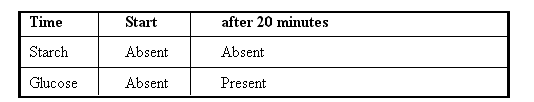 Time Start after 20 minutes
Starch Absent Absent
Glucose Absent Present